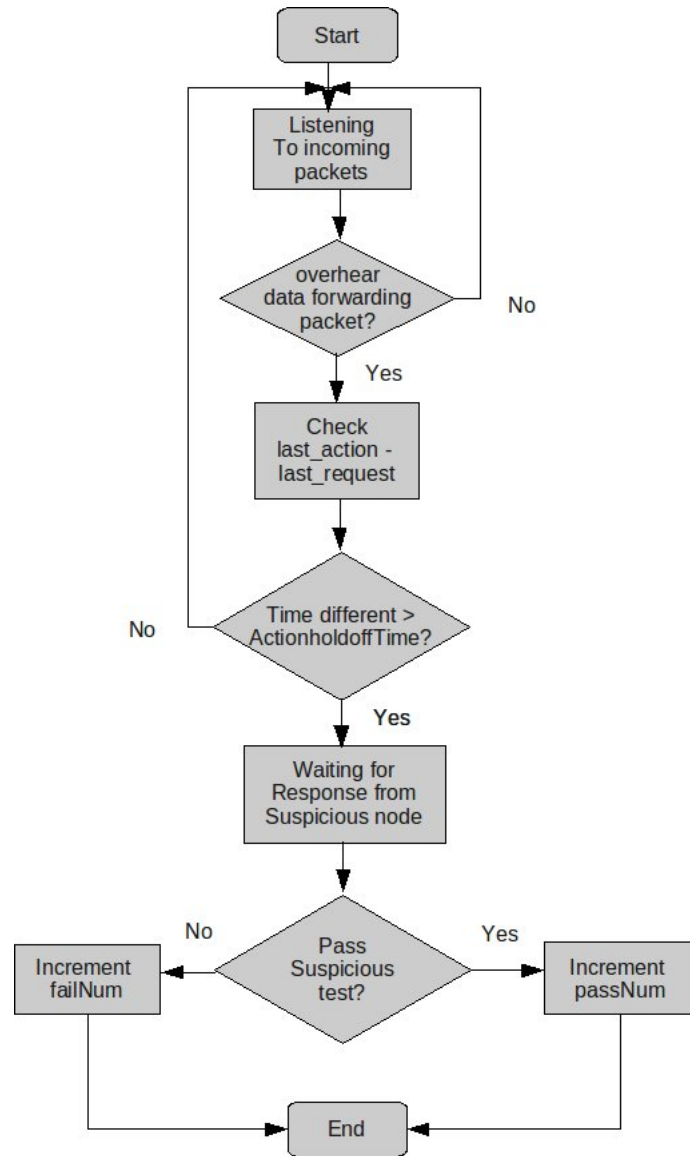 Start
Listening
To incoming
packets
overhear
data forwarding
packet?
No
Yes
Check
last_action -
last_request
Time different >
ActionholdoffTime?
No
Yes
Waiting for
Response from
Suspicious node
No
Pass
Suspicious
test?
Yes
Increment
failNum
Increment
passNum
End